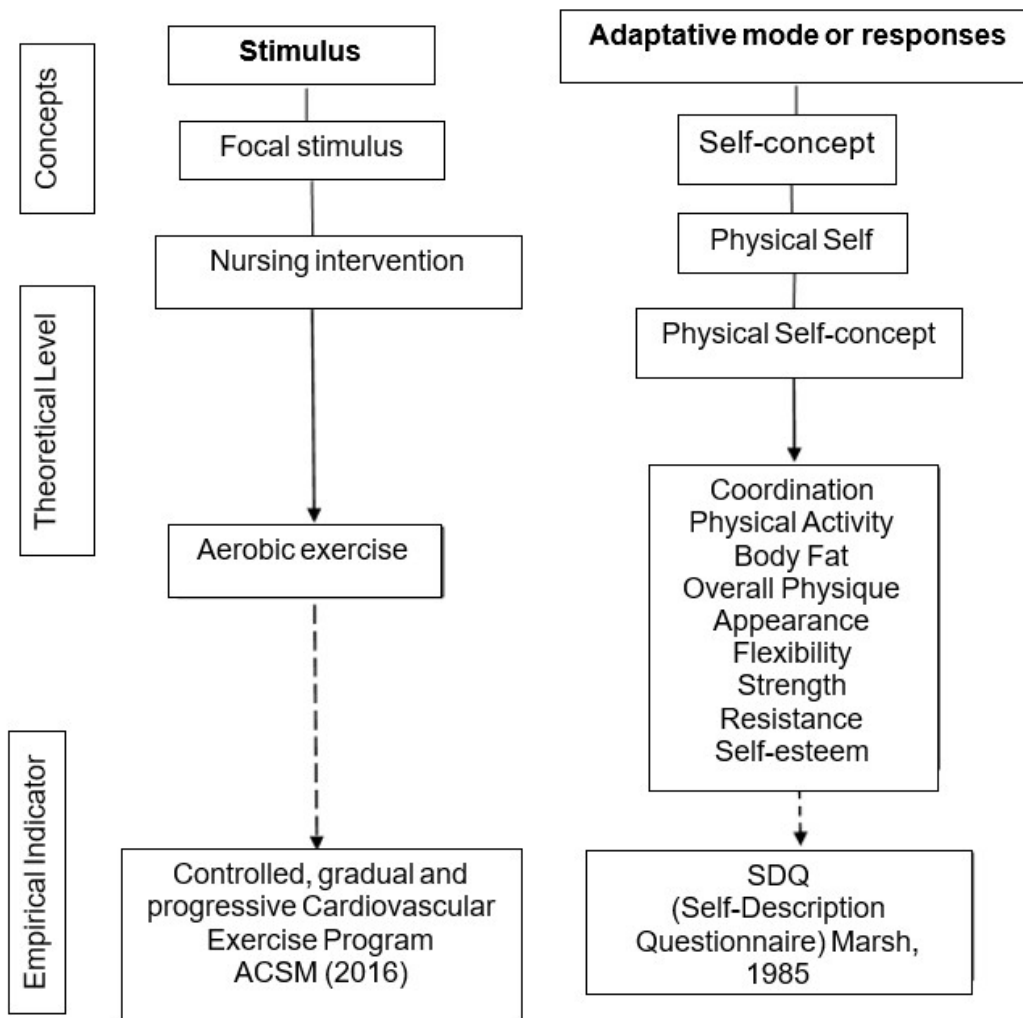 Concepts
Theoretical Level
Empirical Indicator
Stimulus
Focal stimulus
Nursing intervention
Aerobic exercise
Controlled, gradual and
progressive Cardiovascular
Exercise Program
ACSM (2016)
Adaptative mode or responses
Self-concept
Physical Self
Physical Self-concept
Coordination
Physical Activity
Body Fat
Overall Physique
Appearance
Flexibility
Strength
Resistance
Self-esteem
SDQ
(Self-Description
Questionnaire) Marsh,
1985